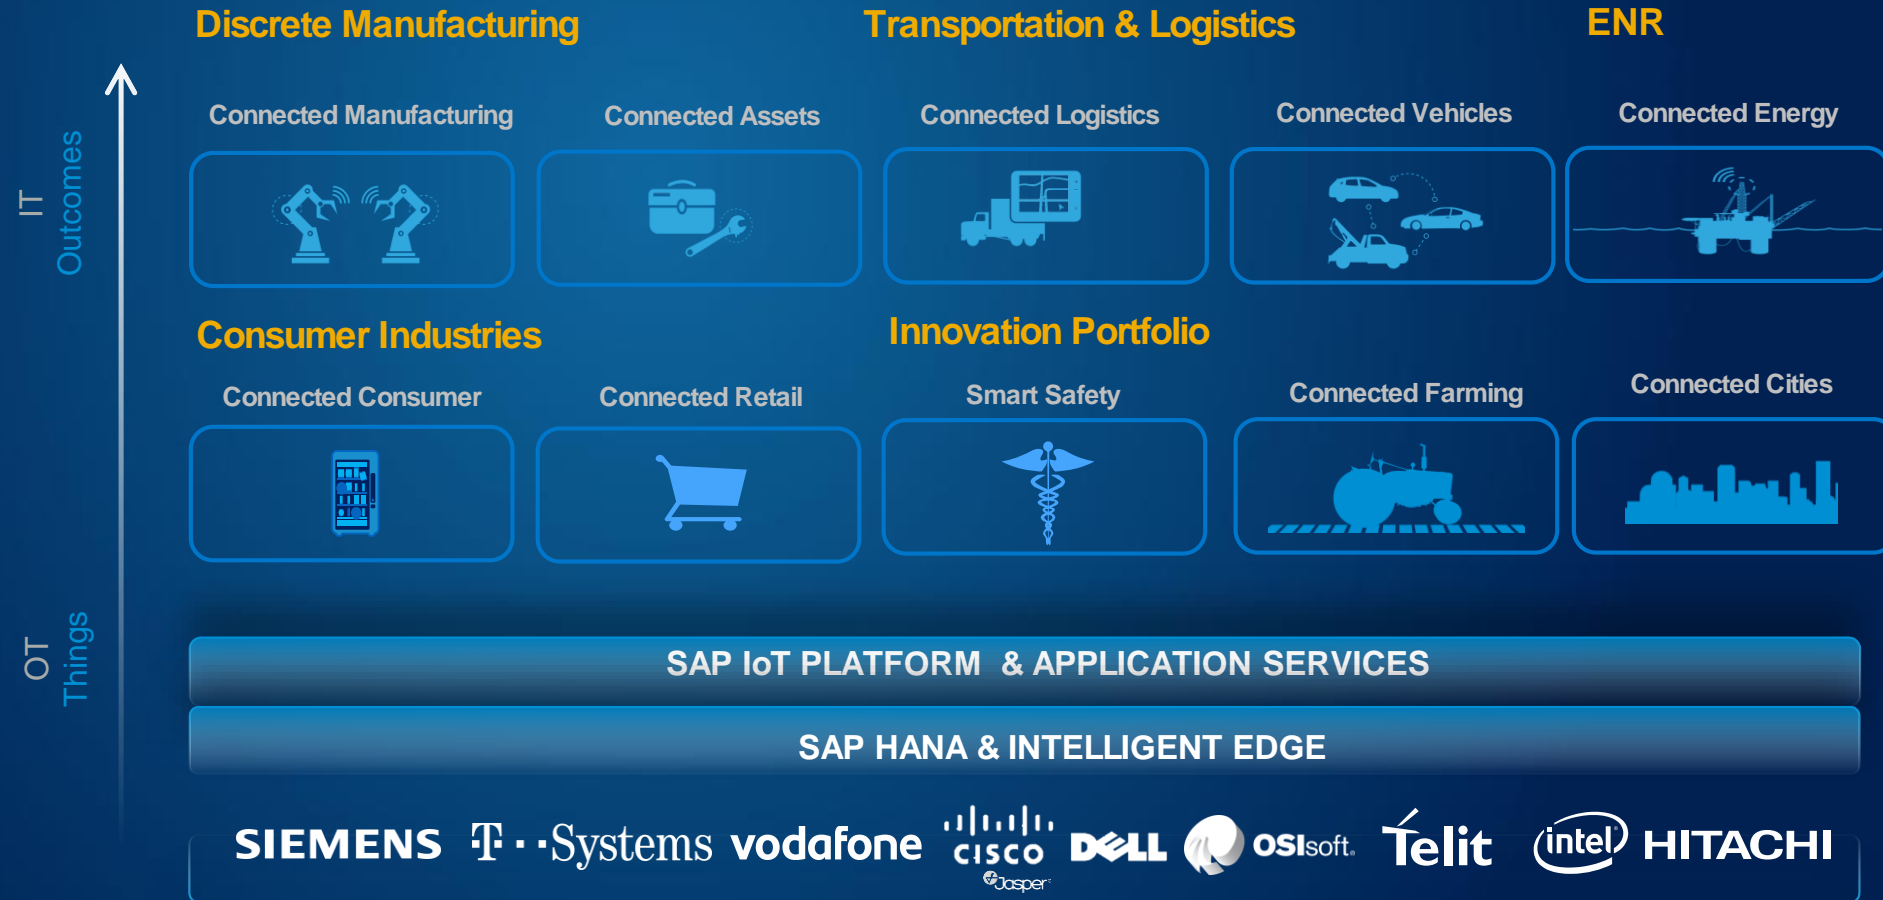 Discrete Manufacturing
Transportation & Logistics
ENR
Connected Manufacturing
Connected Assets
Connected Logistics
Connected Vehicles
Connected Energy
IT
Outcomes
Consumer Industries
Innovation Portfolio
Connected Consumer
Connected Retail
Smart Safety
Connected Farming
Connected Cities
OT
Things
SAP IoT PLATFORM & APPLICATION SERVICES
SAP HANA & INTELLIGENT EDGE
SIEMENS
T··Systems
vodafone
CISCO
Jasper
DELL
OSIsoft.
Telit
intel
HITACHI